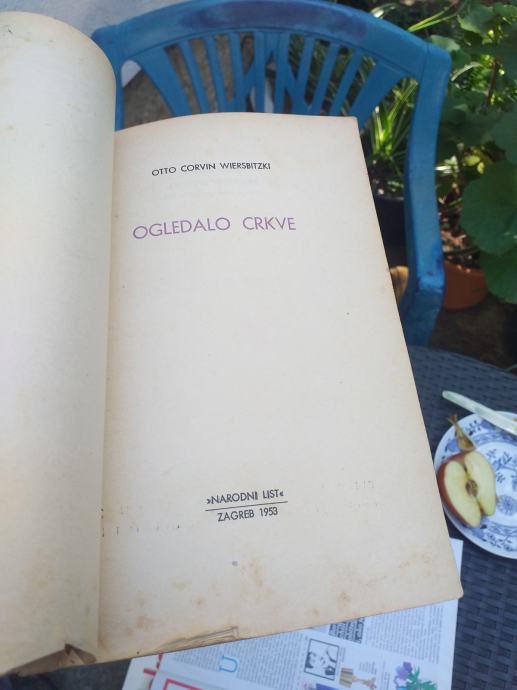 OTTO CORVIN WIERSBITZKI
OGLEDALO CRKVE
»NARODNI LIST«
ZAGREB 1953